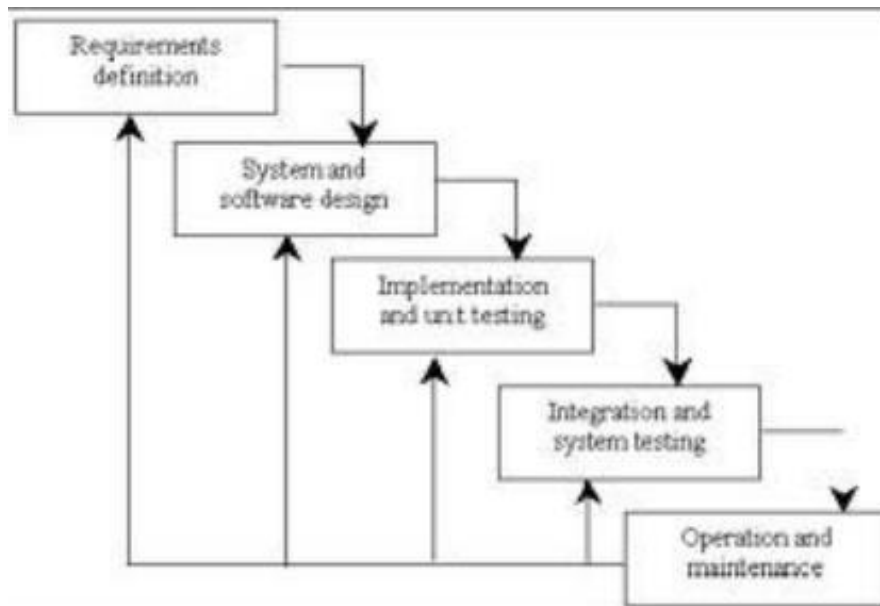 Requirements
definition
System and
software design
Implementation
and unit testing
Integration and
system testing
Operation and
maintenance